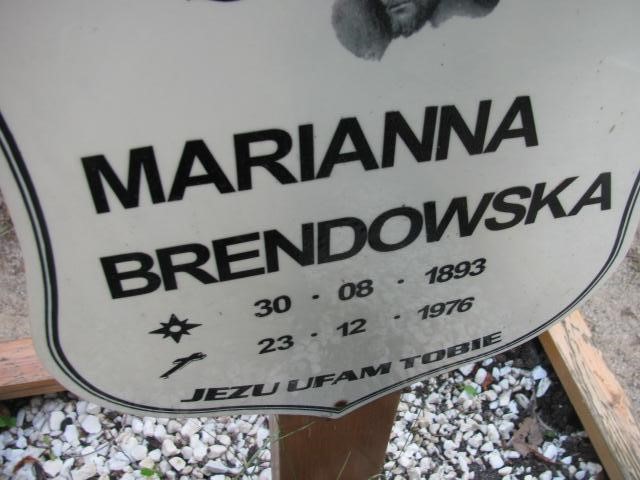 MARIANNA
BRENDOWSKA
30 · 08 · 1893
23 · 12 · 1976
JEZU UFAM TOBIE